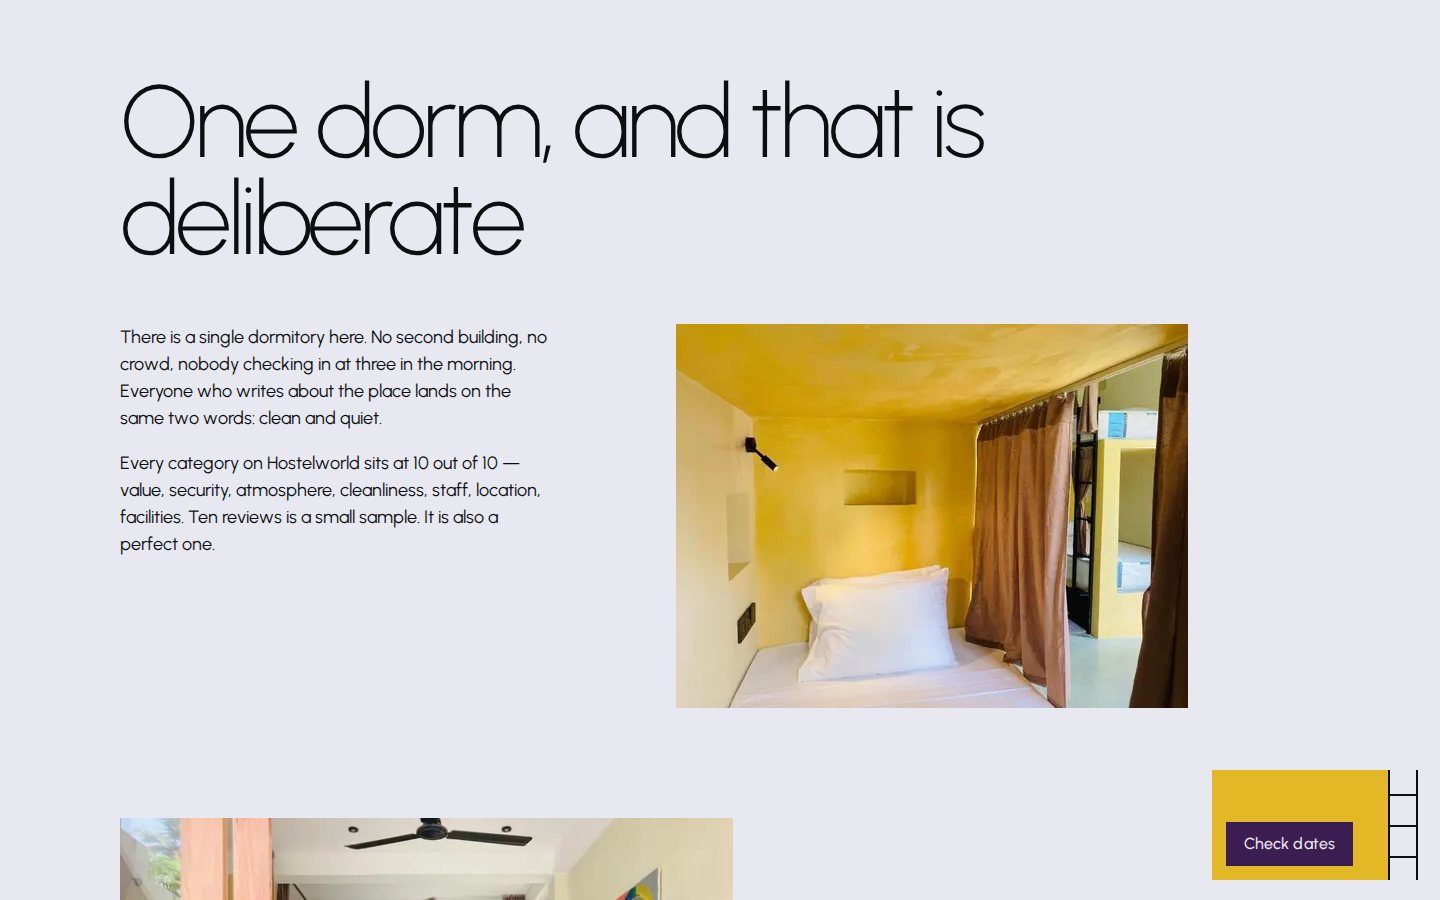 One dorm, and that is
deliberate
There is a single dormitory here. No second building, no
crowd, nobody checking in at three in the morning.
Everyone who writes about the place lands on the
same two words: clean and quiet.
Every category on Hostelworld sits at 10 out of 10 —
value, security, atmosphere, cleanliness, staff, location,
facilities. Ten reviews is a small sample. It is also a
perfect one.
Check dates